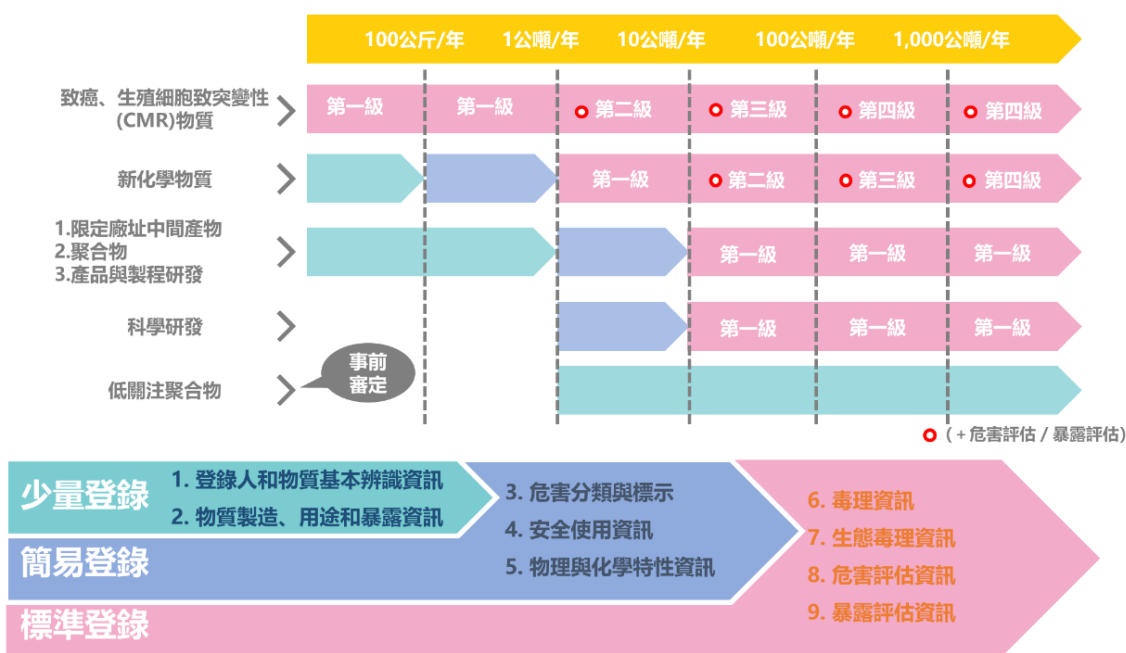 100公斤/年 1公噸/年 10公噸/年 100公噸/年 1,000公噸/年
致癌、生殖細胞致突變性
(CMR)物質
第一級 第一級 第二級 第三級 第四級 第四級
新化學物質
第一級 第二級 第三級 第四級
1.限定廠址中間產物
2.聚合物
3.產品與製程研發
第一級 第一級 第一級
科學研發
第一級 第一級 第一級
事前
審定
低關注聚合物
(+危害評估/暴露評估)
少量登錄
1. 登錄人和物質基本辨識資訊
2. 物質製造、用途和暴露資訊
簡易登錄
3. 危害分類與標示
4. 安全使用資訊
5. 物理與化學特性資訊
標準登錄
6. 毒理資訊
7. 生態毒理資訊
8. 危害評估資訊
9. 暴露評估資訊